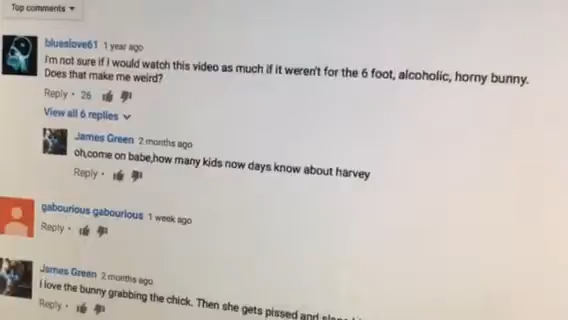 Top comments
blueslove61 1 year ago
I'm not sure if I would watch this video as much if it weren't for the 6 foot, alcoholic, horny bunny.
Does that make me weird?
Reply · 26
View all 6 replies
James Green 2 months ago
oh,come on babe,how many kids now days know about harvey
Reply ·
gabourious gabourious 1 week ago
Reply ·
James Green 2 months ago
I love the bunny grabbing the chick. Then she gets pissed and
Reply ·